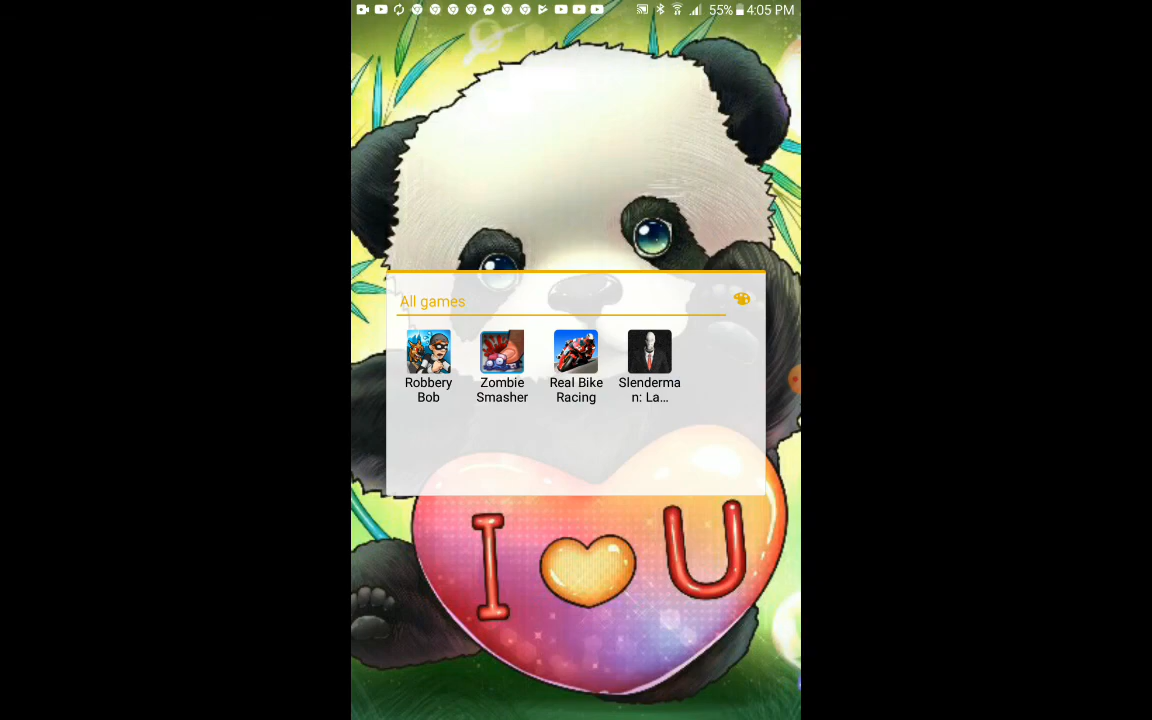 55% 4:05 PM
All games
Robbery Bob
Zombie Smasher
Real Bike Racing
Slenderma
n: La...
I U